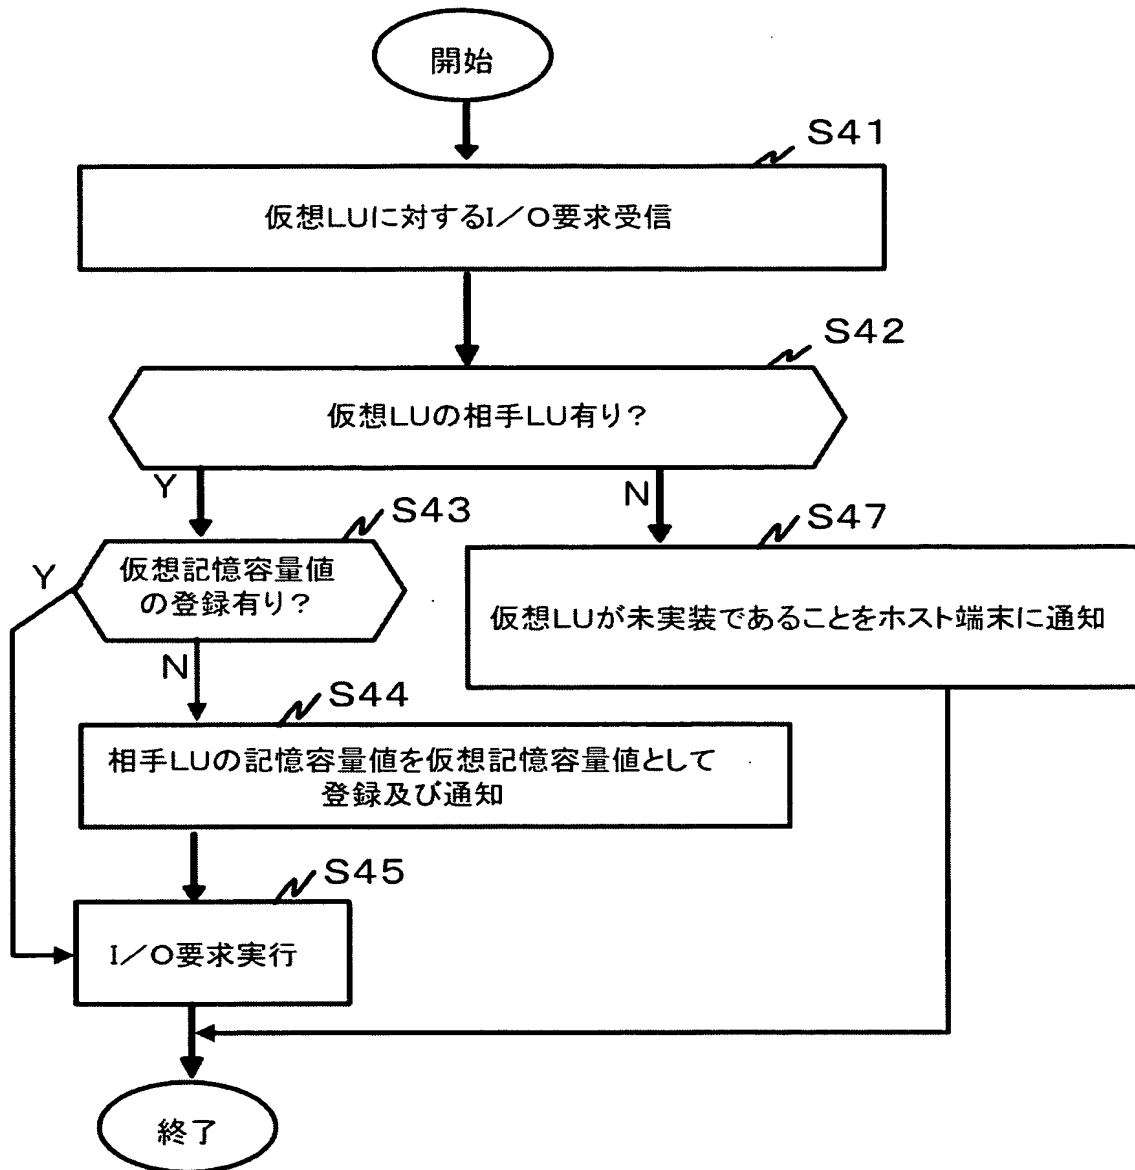 開始
S41
仮想LUに対するI/O要求受信
S42
仮想LUの相手LU有り?
Y
N
S43
仮想記憶容量値
の登録有り?
Y
N
S47
仮想LUが未実装であることをホスト端末に通知
S44
相手LUの記憶容量値を仮想記憶容量値として
登録及び通知
S45
I/O要求実行
終了